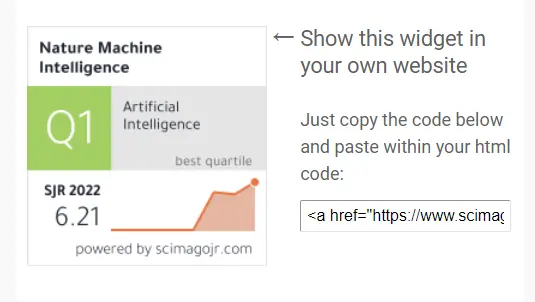 Nature Machine
Intelligence
Q1
Artificial
Intelligence
best quartile
SJR 2022
6.21
powered by scimagojr.com
← Show this widget in
your own website
Just copy the code below
and paste within your html
code:
<a href="https://www.scimag